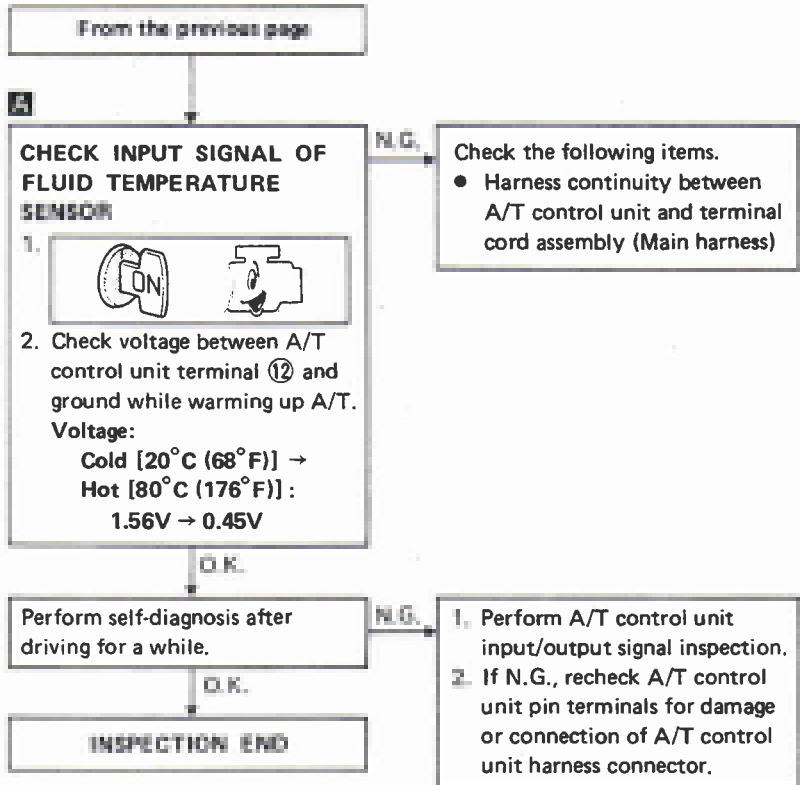 From the previous page
A
CHECK INPUT SIGNAL OF
FLUID TEMPERATURE
SENSOR
1.
ON
2. Check voltage between A/T
control unit terminal ⑫ and
ground while warming up A/T.
Voltage:
Cold [20°C (68°F)] →
Hot [80°C (176°F)] :
1.56V → 0.45V
N.G.
Check the following items.
● Harness continuity between
A/T control unit and terminal
cord assembly (Main harness)
O.K.
Perform self-diagnosis after
driving for a while.
N.G.
1. Perform A/T control unit
input/output signal inspection.
2. If N.G., recheck A/T control
unit pin terminals for damage
or connection of A/T control
unit harness connector.
O.K.
INSPECTION END